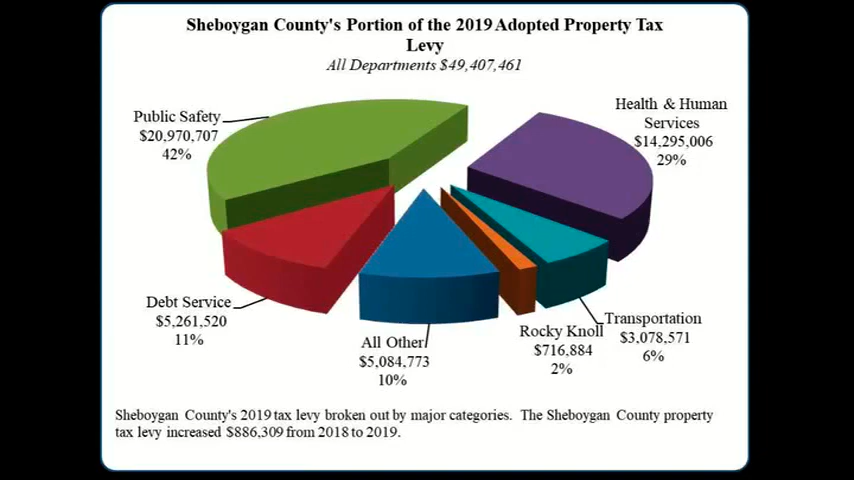 Sheboygan County's Portion of the 2019 Adopted Property Tax
Levy
All Departments $49,407,461
Public Safety
$20,970,707
42%
Health & Human
Services
$14,295,006
29%
Debt Service
$5,261,520
11%
All Other
$5,084,773
10%
Rocky Knoll
$716,884
2%
Transportation
$3,078,571
6%
Sheboygan County's 2019 tax levy broken out by major categories. The Sheboygan County property
tax levy increased $886,309 from 2018 to 2019.